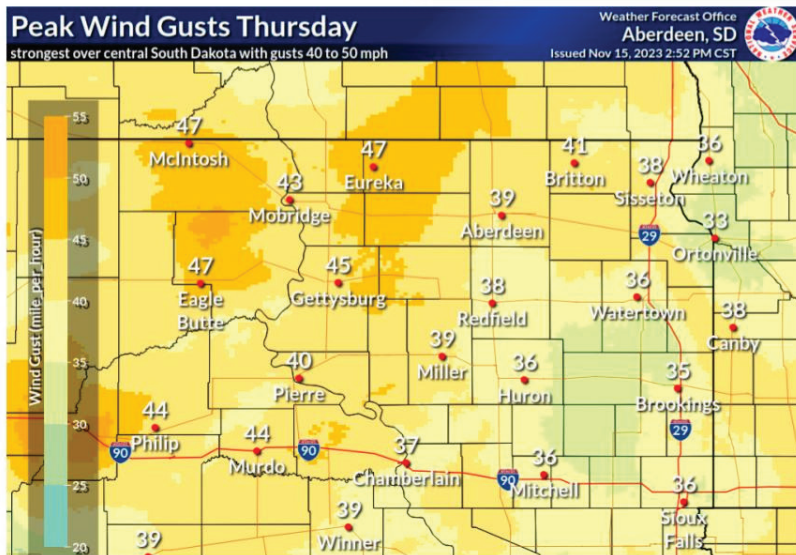 Peak Wind Gusts Thursday
strongest over central South Dakota with gusts 40 to 50 mph
Weather Forecast Office
Aberdeen, SD
Issued Nov 15, 2023 2:52 PM CST
NATIONAL WEATHER SERVICE
Wind Gust (mile_per_hour)
55
50
45
40
35
30
25
20
47
McIntosh
47
Eureka
41
Britton
38
Sisseton
36
Wheaton
43
Mobridge
39
Aberdeen
29
33
Ortonville
47
Eagle
Butte
45
Gettysburg
38
Redfield
36
Watertown
38
Canby
40
Pierre
39
Miller
36
Huron
35
Brookings
29
44
Philip
90
44
Murdo
90
37
Chamberlain
90
36
Mitchell
36
Sioux
Falls
39
39
Winner